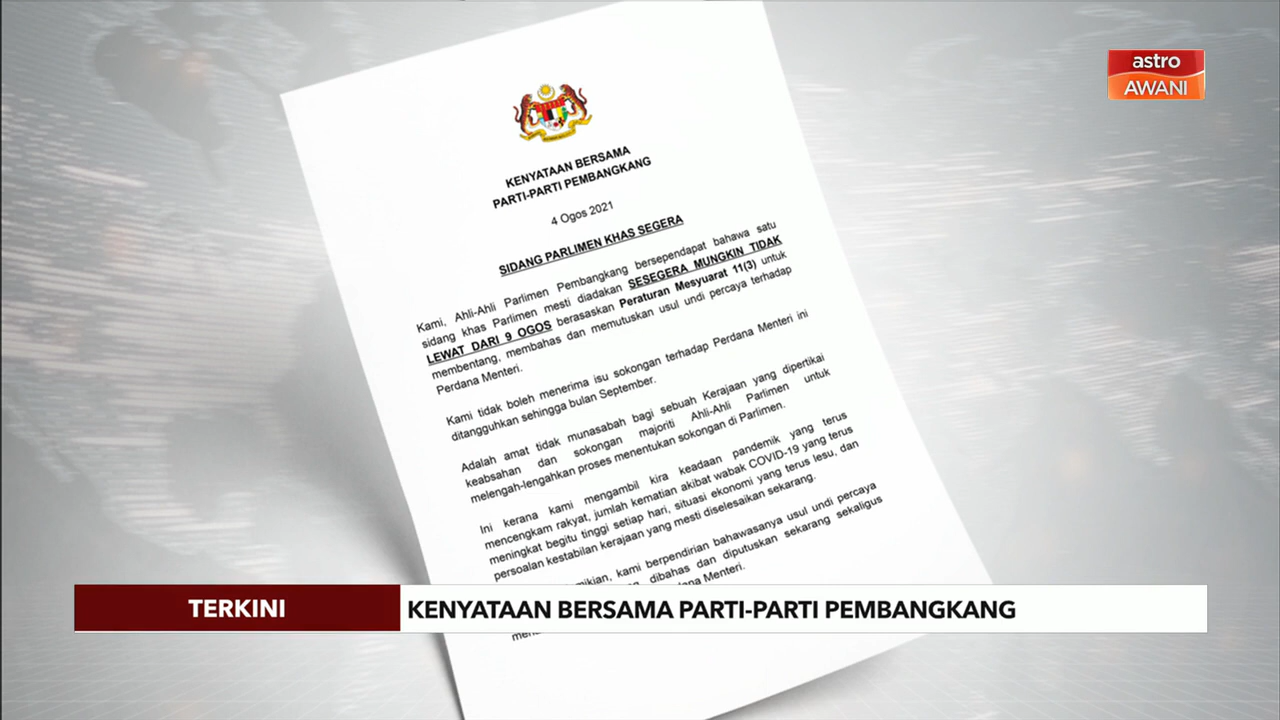 astro
AWANI
KENYATAAN BERSAMA
PARTI-PARTI PEMBANGKANG
4 Ogos 2021
SIDANG PARLIMEN KHAS SEGERA
Kami, Ahli-Ahli Parlimen Pembangkang bersependapat bahawa satu
sidang khas Parlimen mesti diadakan SESEGERA MUNGKIN TIDAK
LEWAT DARI 9 OGOS berasaskan Peraturan Mesyuarat 11(3) untuk
membentang, membahas dan memutuskan usul undi percaya terhadap
Perdana Menteri.
Kami tidak boleh menerima isu sokongan terhadap Perdana Menteri ini
ditangguhkan sehingga bulan September.
Adalah amat tidak munasabah bagi sebuah Kerajaan yang dipertikai
keabsahan dan sokongan majoriti Ahli-Ahli Parlimen untuk
melengah-lengahkan proses menentukan sokongan di Parlimen.
Ini kerana kami mengambil kira keadaan pandemik yang terus
mencengkam rakyat, jumlah kematian akibat wabak COVID-19 yang terus
meningkat begitu tinggi setiap hari, situasi ekonomi yang terus lesu, dan
persoalan kestabilan kerajaan yang mesti diselesaikan sekarang.
kami berpendirian bahawasanya usul undi percaya
dibahas dan diputuskan sekarang sekaligus
Menteri.
TERKINI
KENYATAAN BERSAMA PARTI-PARTI PEMBANGKANG